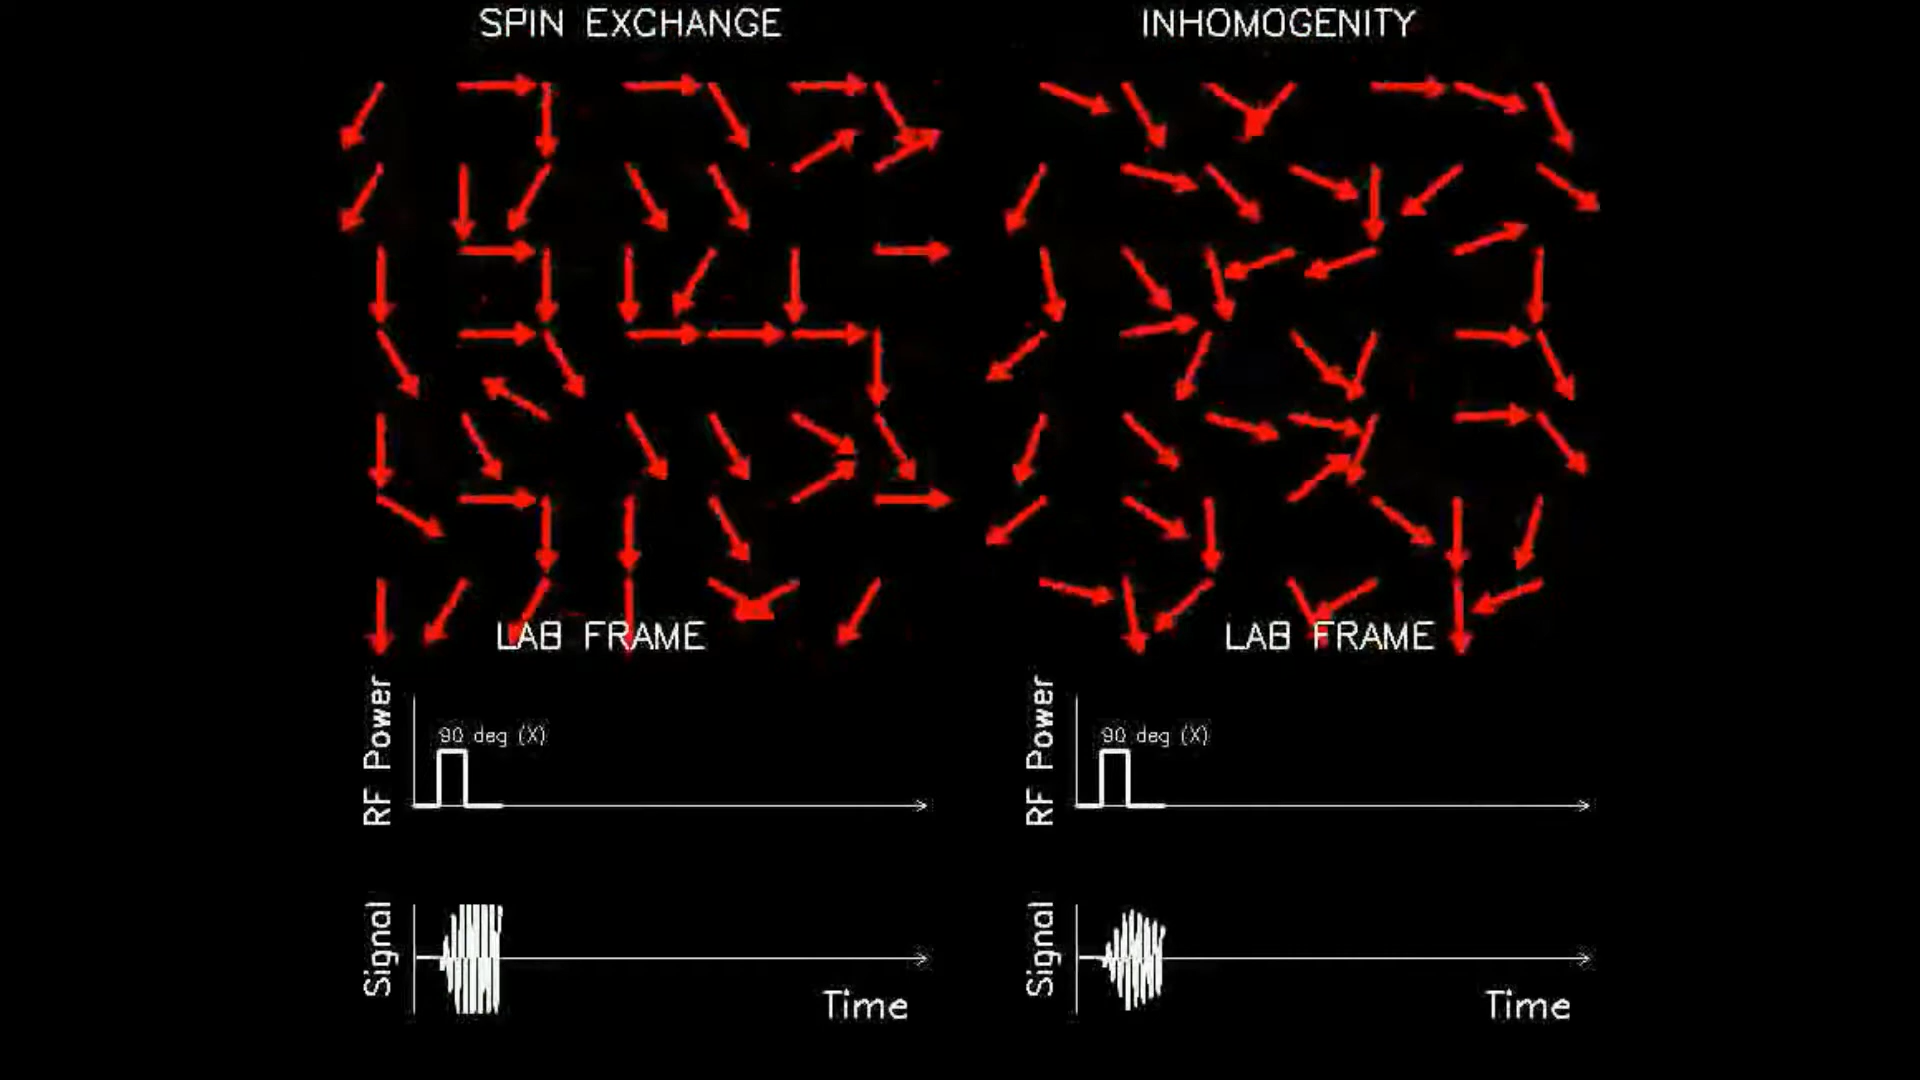 SPIN EXCHANGE
INHOMOGENITY
LAB FRAME
LAB FRAME
RF Power
90 deg (X)
RF Power
90 deg (X)
Signal
Time
Signal
Time